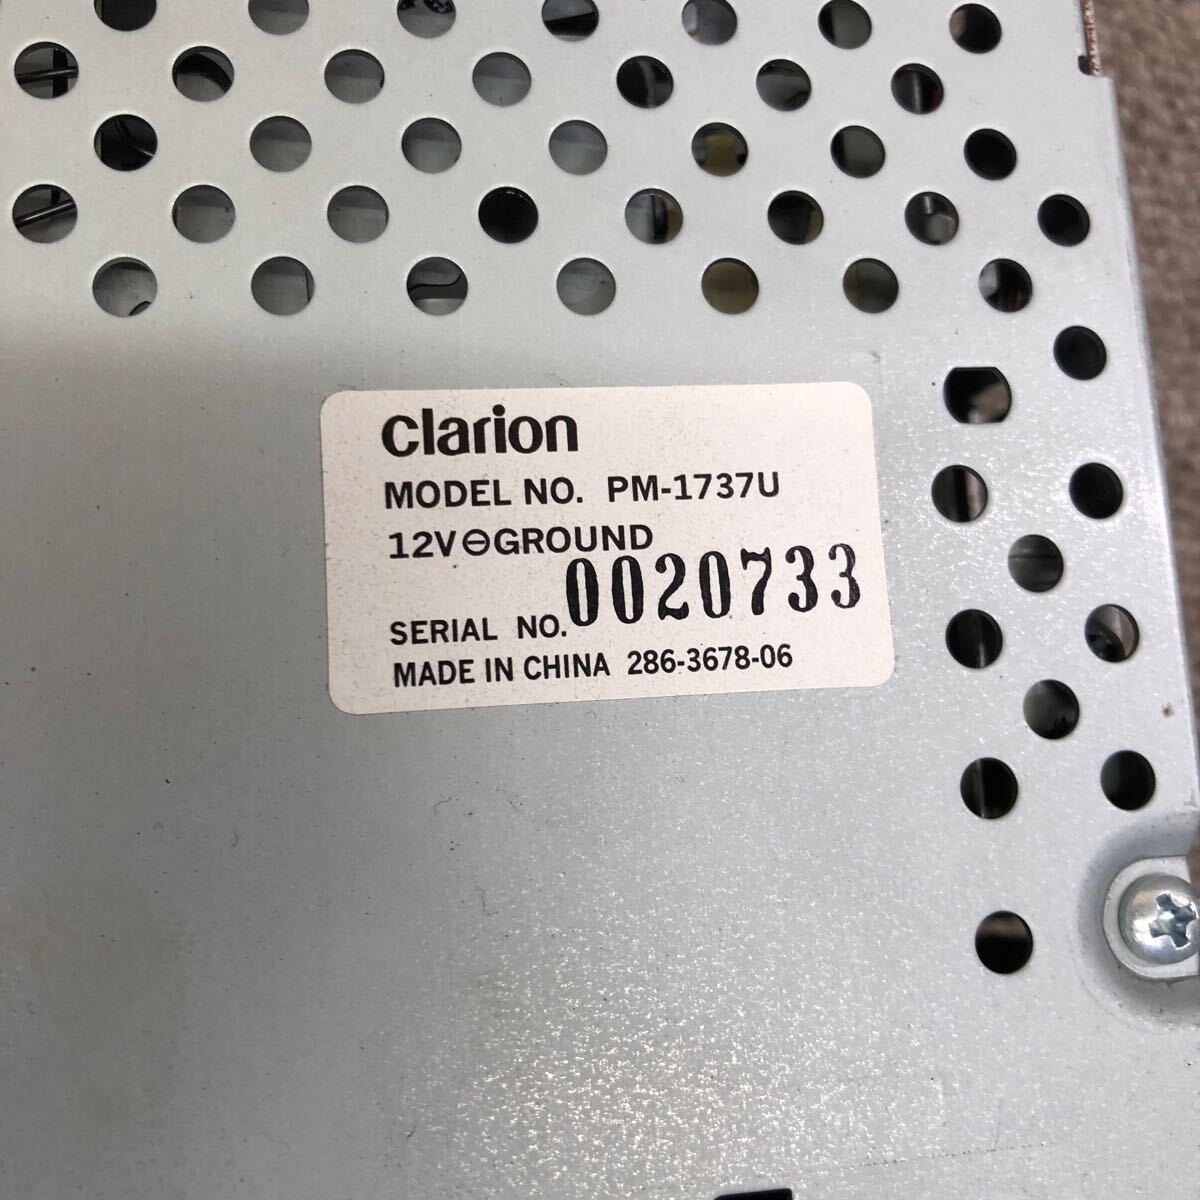 clarion
MODEL NO. PM-1737U
12V⊖GROUND
SERIAL NO. 0020733
MADE IN CHINA 286-3678-06